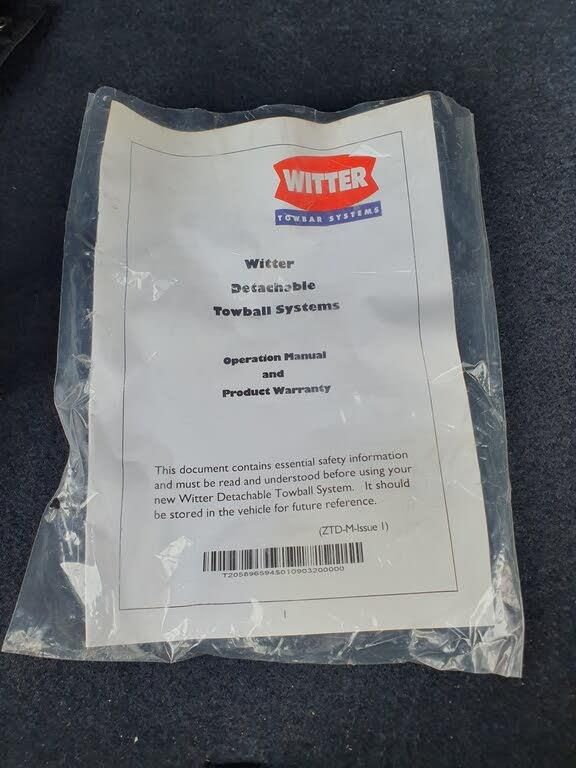 WITTER
TOWBAR SYSTEMS
Witter
Detachable
Towball Systems
Operation Manual
and
Product Warranty
This document contains essential safety information
and must be read and understood before using your
new Witter Detachable Towball System. It should
be stored in the vehicle for future reference.
(ZTD-M-Issue 1)
T2058965945010903200000
1